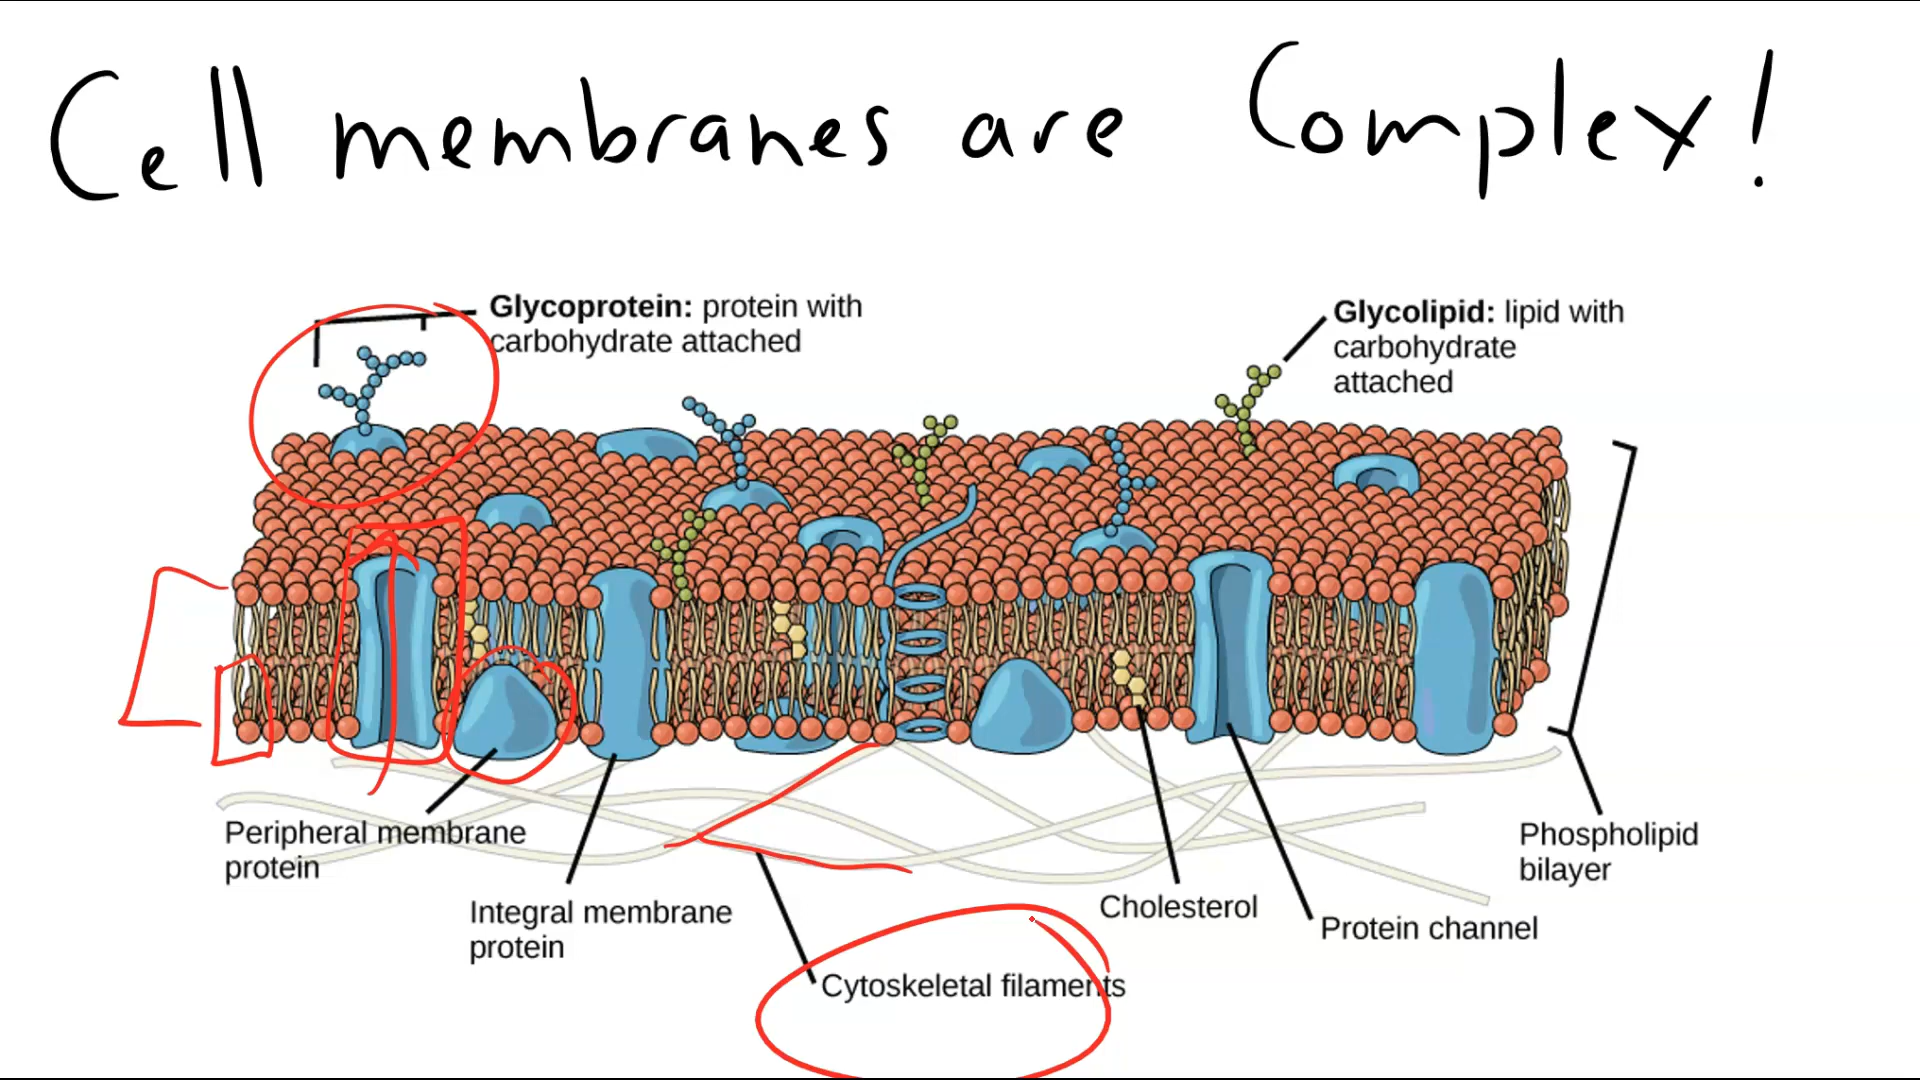 Cell membranes are Complex!
Glycoprotein: protein with
carbohydrate attached
Glycolipid: lipid with
carbohydrate
attached
Peripheral membrane
protein
Integral membrane
protein
Cytoskeletal filaments
Cholesterol
Protein channel
Phospholipid
bilayer